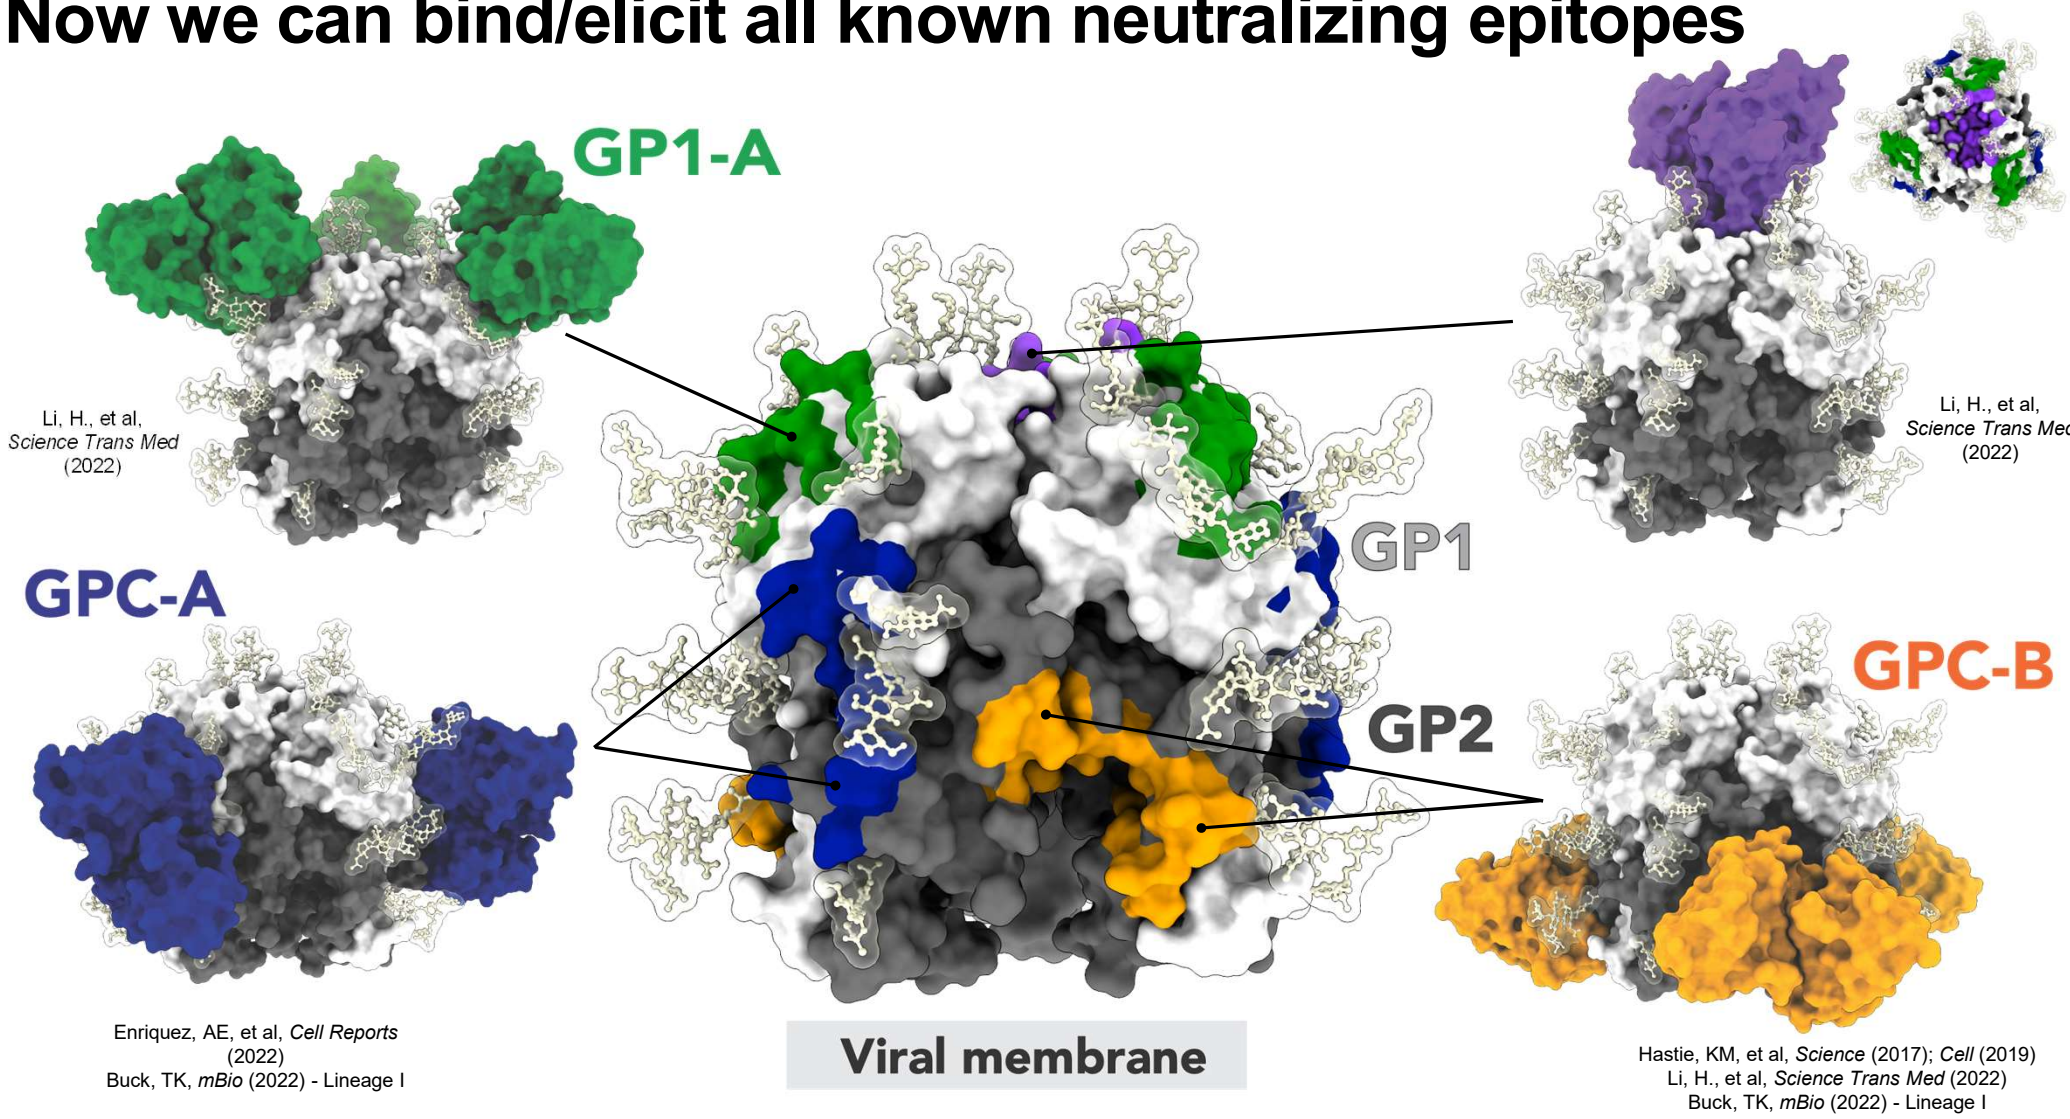 Now we can bind/elicit all known neutralizing epitopes
GP1-A
Li, H., et al,
Science Trans Med
(2022)
Li, H., et al,
Science Trans Med
(2022)
GP1
GPC-A
GPC-B
GP2
Enriquez, AE, et al, Cell Reports
(2022)
Buck, TK, mBio (2022) - Lineage I
Viral membrane
Hastie, KM, et al, Science (2017); Cell (2019)
Li, H., et al, Science Trans Med (2022)
Buck, TK, mBio (2022) - Lineage I